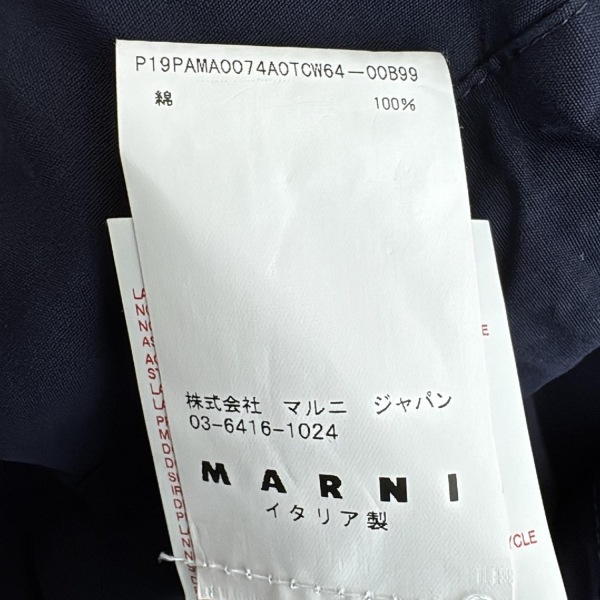 P19PAMA0074A0TCW64-00B99
綿 100%
株式会社 マルニ ジャパン
03-6416-1024
MARNI
イタリア製